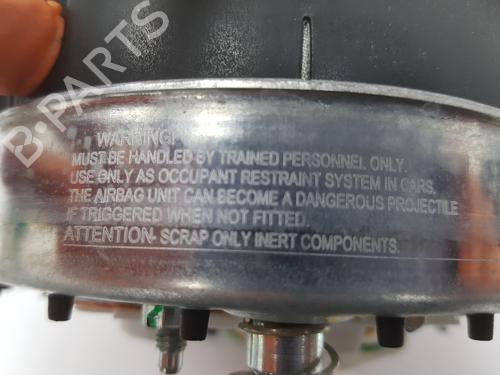 WARNING!
MUST BE HANDLED BY TRAINED PERSONNEL ONLY.
USE ONLY AS OCCUPANT RESTRAINT SYSTEM IN CARS.
THE AIRBAG UNIT CAN BECOME A DANGEROUS PROJECTILE
IF TRIGGERED WHEN NOT FITTED.
ATTENTION- SCRAP ONLY INERT COMPONENTS.
B-PARTS